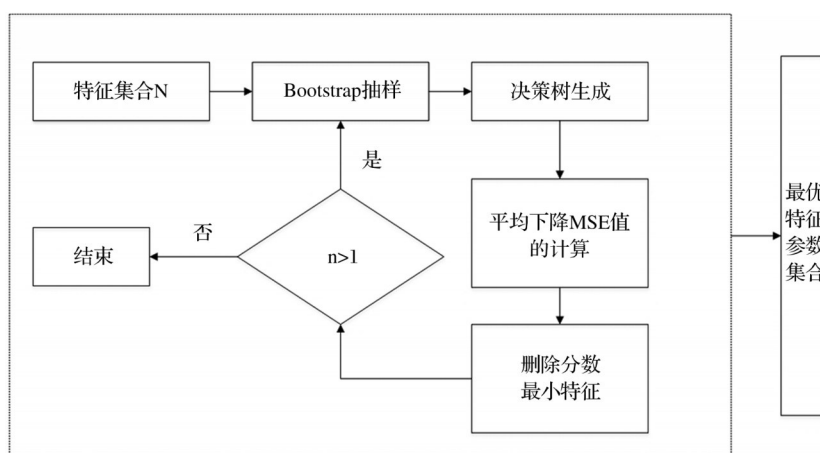 特征集合N
Bootstrap抽样
决策树生成
是
平均下降MSE值
的计算
否
结束
n>1
删除分数
最小特征
最优
特征
参数
集合